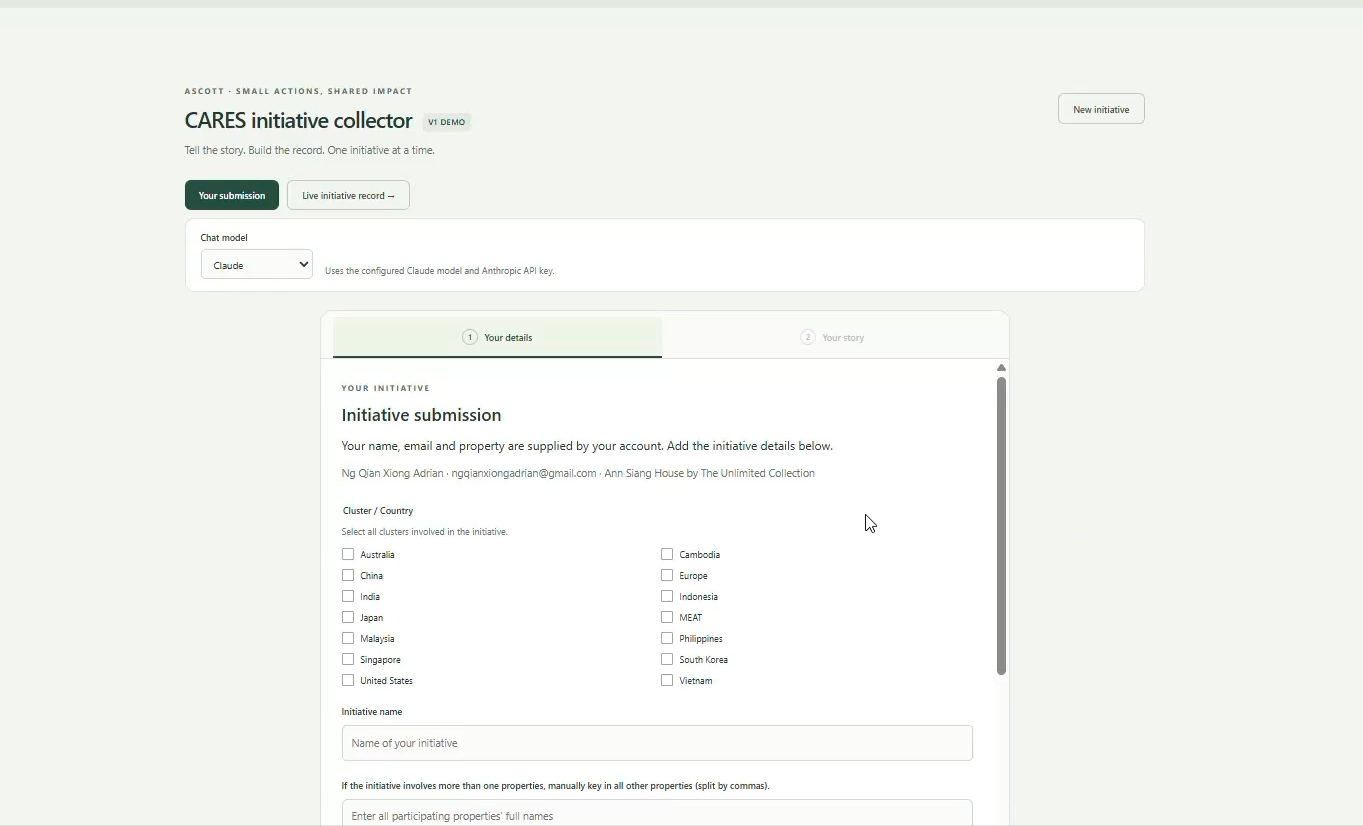 ASCOTT · SMALL ACTIONS, SHARED IMPACT
CARES initiative collector V1 DEMO
New initiative
Tell the story. Build the record. One initiative at a time.
Your submission Live initiative record →
Chat model
Claude Uses the configured Claude model and Anthropic API key.
1 Your details 2 Your story
YOUR INITIATIVE
Initiative submission
Your name, email and property are supplied by your account. Add the initiative details below.
Ng Qian Xiong Adrian · ngqianxiongadrian@gmail.com · Ann Siang House by The Unlimited Collection
Cluster / Country
Select all clusters involved in the initiative.
Australia Cambodia
China Europe
India Indonesia
Japan MEAT
Malaysia Philippines
Singapore South Korea
United States Vietnam
Initiative name
Name of your initiative
If the initiative involves more than one properties, manually key in all other properties (split by commas).
Enter all participating properties' full names